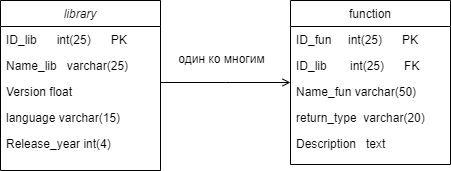 library
ID_lib int(25) PK
Name_lib varchar(25)
Version float
language varchar(15)
Release_year int(4)
один ко многим
function
ID_fun int(25) PK
ID_lib int(25) FK
Name_fun varchar(50)
return_type varchar(20)
Description text